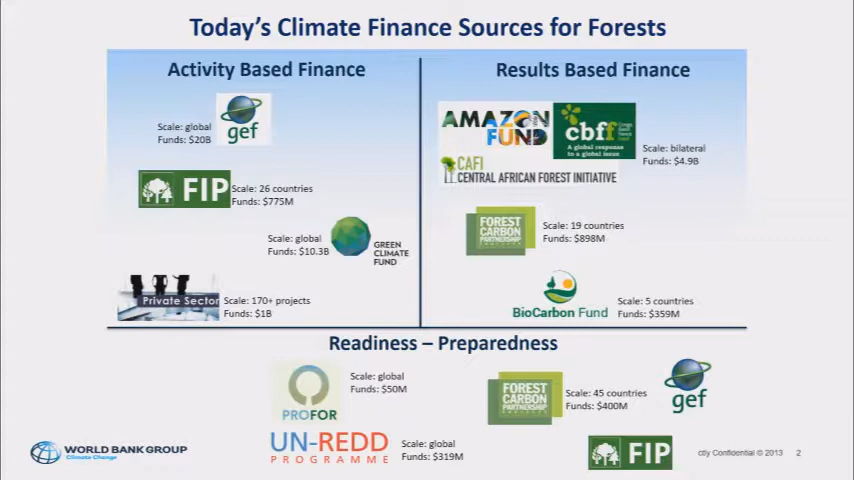 Today's Climate Finance Sources for Forests
Activity Based Finance
Scale: global
Funds: $20B
gef
FIP
Scale: 26 countries
Funds: $775M
Scale: global
Funds: $10.3B
GREEN
CLIMATE
FUND
Private Sector
Scale: 170+ projects
Funds: $1B
Results Based Finance
AMAZON
FUND
cbff
A global response
to a global issue
CAFI
CENTRAL AFRICAN FOREST INITIATIVE
Scale: bilateral
Funds: $4.9B
FOREST
CARBON
PARTNERSHIP
Scale: 19 countries
Funds: $898M
BioCarbon Fund
Scale: 5 countries
Funds: $359M
Readiness – Preparedness
PROFOR
Scale: global
Funds: $50M
FOREST
CARBON
PARTNERSHIP
Scale: 45 countries
Funds: $400M
gef
UN-REDD
PROGRAMME
Scale: global
Funds: $319M
FIP
WORLD BANK GROUP
Climate Change
ctly Confidential © 2013 2